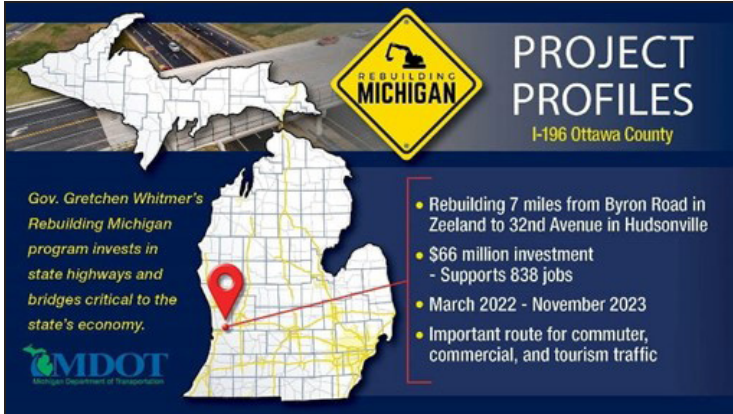 REBUILDING
MICHIGAN
PROJECT
PROFILES
I-196 Ottawa County
Gov. Gretchen Whitmer's
Rebuilding Michigan
program invests in
state highways and
bridges critical to the
state's economy.
• Rebuilding 7 miles from Byron Road in
Zeeland to 32nd Avenue in Hudsonville
• $66 million investment
- Supports 838 jobs
• March 2022 - November 2023
• Important route for commuter,
commercial, and tourism traffic
MDOT
Michigan Department of Transportation